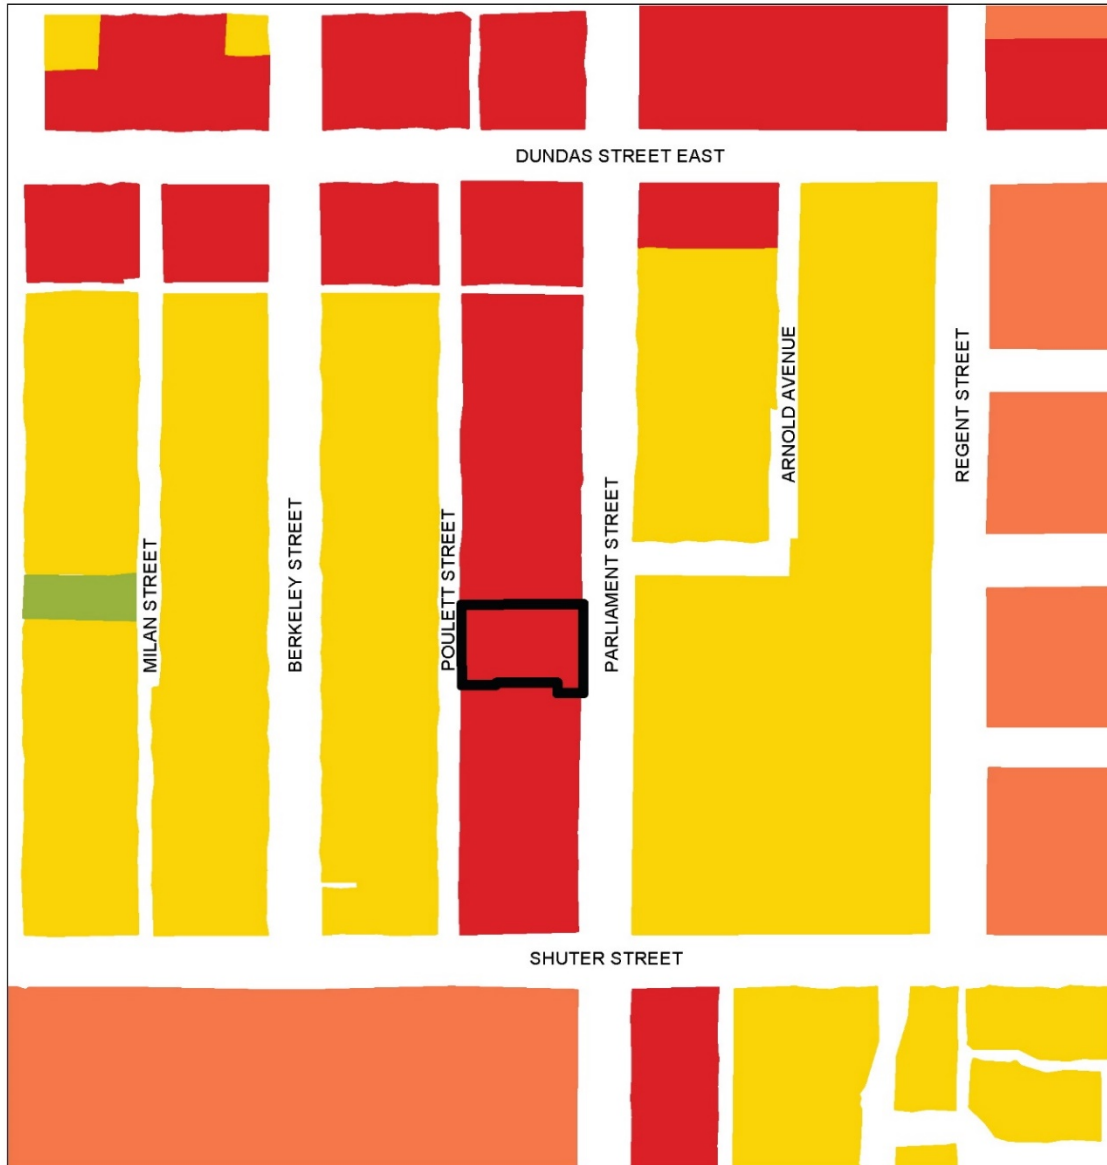 DUNDAS STREET EAST
MILAN STREET
BERKELEY STREET
POULETT STREET
PARLIAMENT STREET
ARNOLD AVENUE
REGENT STREET
SHUTER STREET